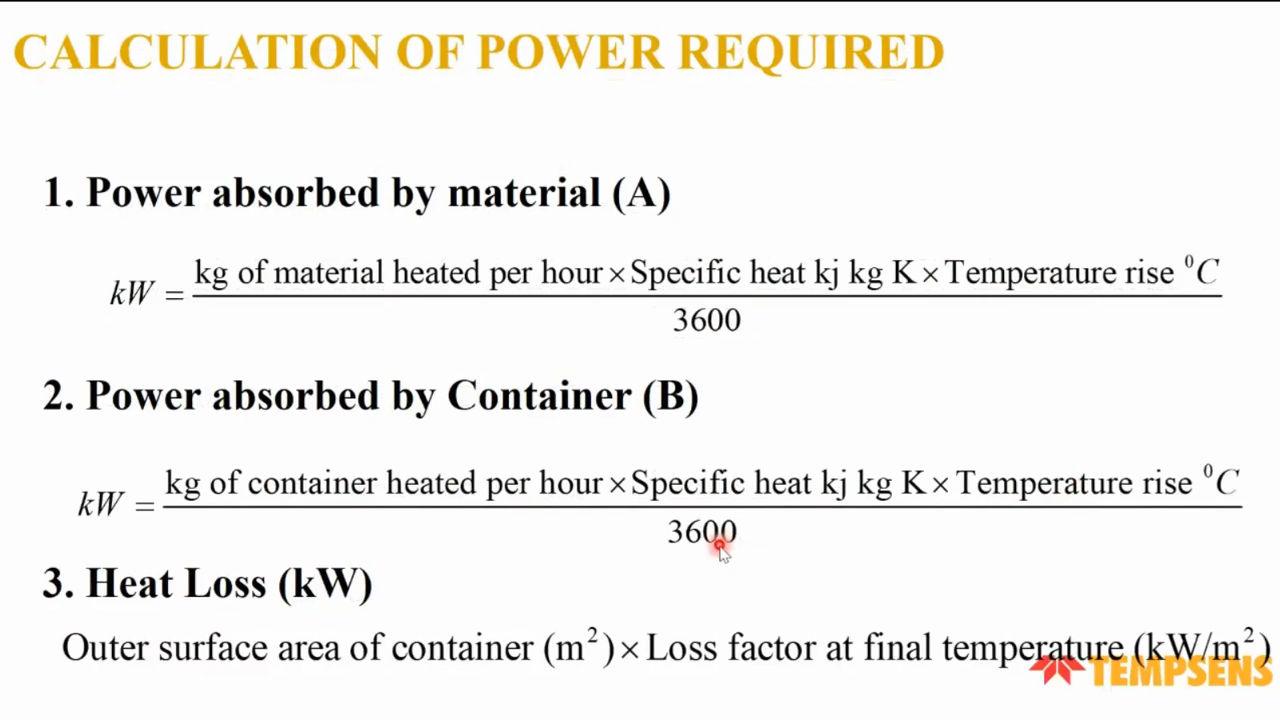 CALCULATION OF POWER REQUIRED
1. Power absorbed by material (A)
kW = kg of material heated per hour × Specific heat kj kg K × Temperature rise ⁰C
3600
2. Power absorbed by Container (B)
kW = kg of container heated per hour × Specific heat kj kg K × Temperature rise ⁰C
3600
3. Heat Loss (kW)
Outer surface area of container (m²) × Loss factor at final temperature (kW/m²)
TEMPSENS